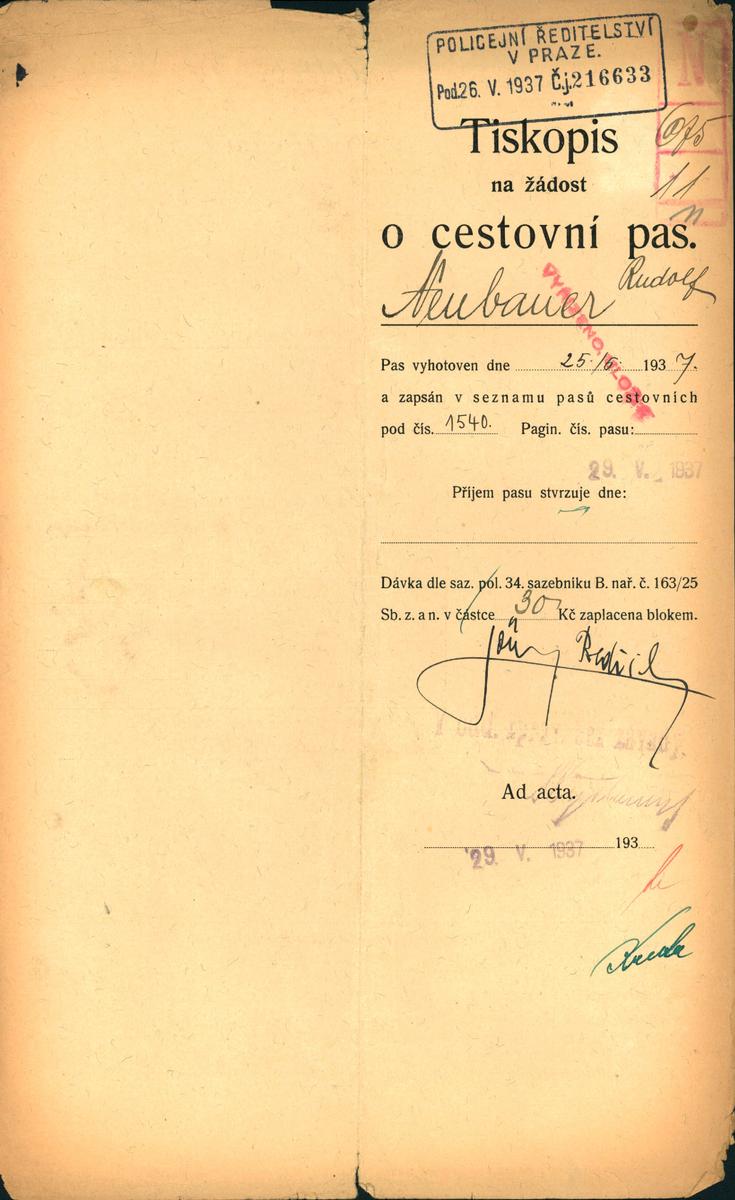 POLICEJNÍ ŘEDITELSTVÍ
V PRAZE.
Pod. 26. V. 1937 Č.j. 216633
N
Tiskopis
na žádost
11
n
o cestovní pas.
Neubauer Rudolf
Pas vyhotoven dne 25./5. 1937.
a zapsán v seznamu pasů cestovních
pod čís. 1540. Pagin. čís. pasu:
29. V. 1937
Příjem pasu stvrzuje dne:
Dávka dle saz. pol. 34. sazebníku B. nař. č. 163/25
Sb. z. a n. v částce 30 Kč zaplacena blokem.
Ad acta.
193
29. V. 1937